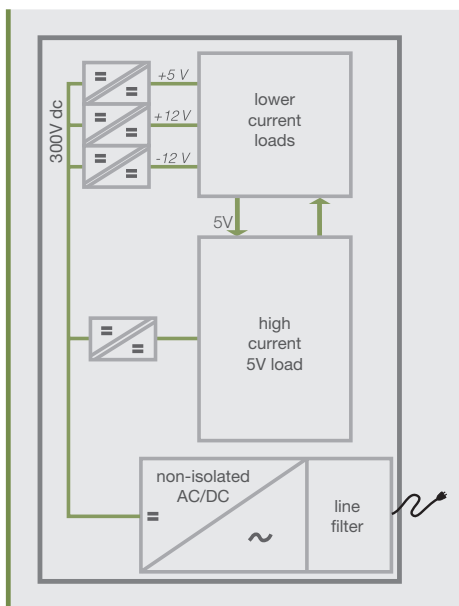 300V dc
+5 V
+12 V
-12 V
lower
current
loads
5V
high
current
5V load
non-isolated
AC/DC
line
filter